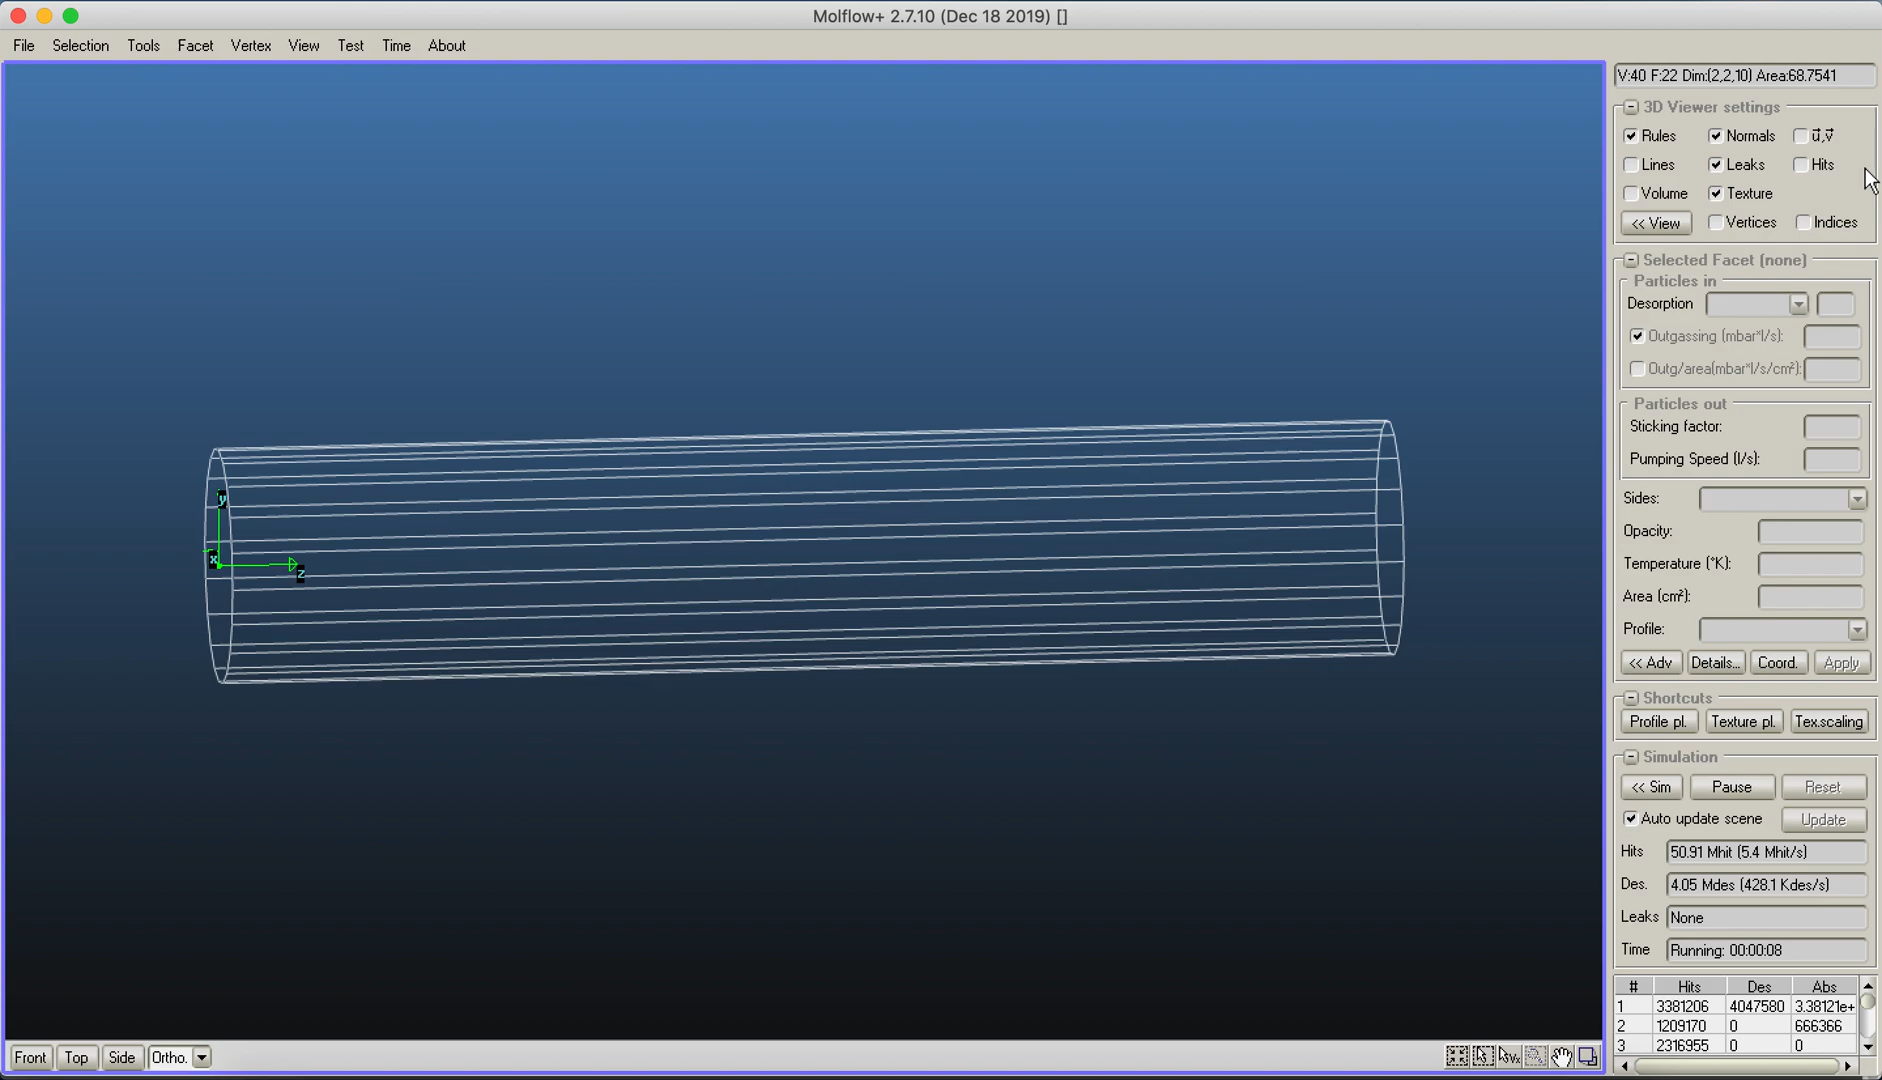 Molflow+ 2.7.10 (Dec 18 2019) []
File Selection Tools Facet Vertex View Test Time About
V:40 F:22 Dim:(2,2,10) Area:68.7541
3D Viewer settings
Rules Normals u⃗,v⃗
Lines Leaks Hits
Volume Texture
<< View Vertices Indices
Selected Facet (none)
Particles in
Desorption
Outgassing (mbar*l/s):
Outg/area(mbar*l/s/cm²):
Particles out
Sticking factor:
Pumping Speed (l/s):
Sides:
Opacity:
Temperature (°K):
Area (cm²):
Profile:
<< Adv Details... Coord. Apply
Shortcuts
Profile pl. Texture pl. Tex.scaling
Simulation
<< Sim Pause Reset
Auto update scene Update
Hits 50.91 Mhit (5.4 Mhit/s)
Des. 4.05 Mdes (428.1 Kdes/s)
Leaks None
Time Running: 00:00:08
# Hits Des Abs
1 3381206 4047580 3.38121e+
2 1209170 0 666366
3 2316955 0 0
y
x
z
Front Top Side Ortho.
Vx